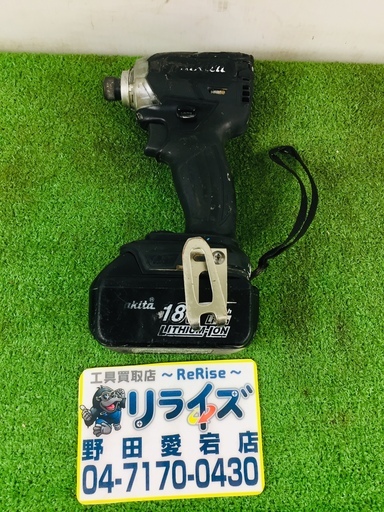 makita
18
LITHIUM-ION
工具買取店 ～ReRise～
リライズ
野田愛宕店
04-7170-0430